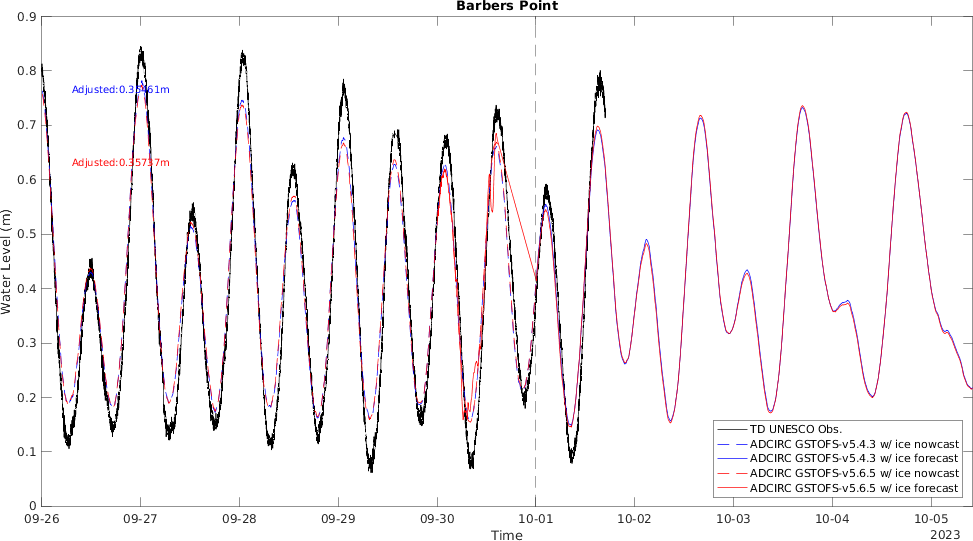 Barbers Point
0.9
0.8
0.7
0.6
0.5
0.4
0.3
0.2
0.1
0
Water Level (m)
Adjusted:0.35461m
Adjusted:0.35737m
TD UNESCO Obs.
ADCIRC GSTOFS-v5.4.3 w/ ice nowcast
ADCIRC GSTOFS-v5.4.3 w/ ice forecast
ADCIRC GSTOFS-v5.6.5 w/ ice nowcast
ADCIRC GSTOFS-v5.6.5 w/ ice forecast
09-26 09-27 09-28 09-29 09-30 10-01 10-02 10-03 10-04 10-05
Time
2023